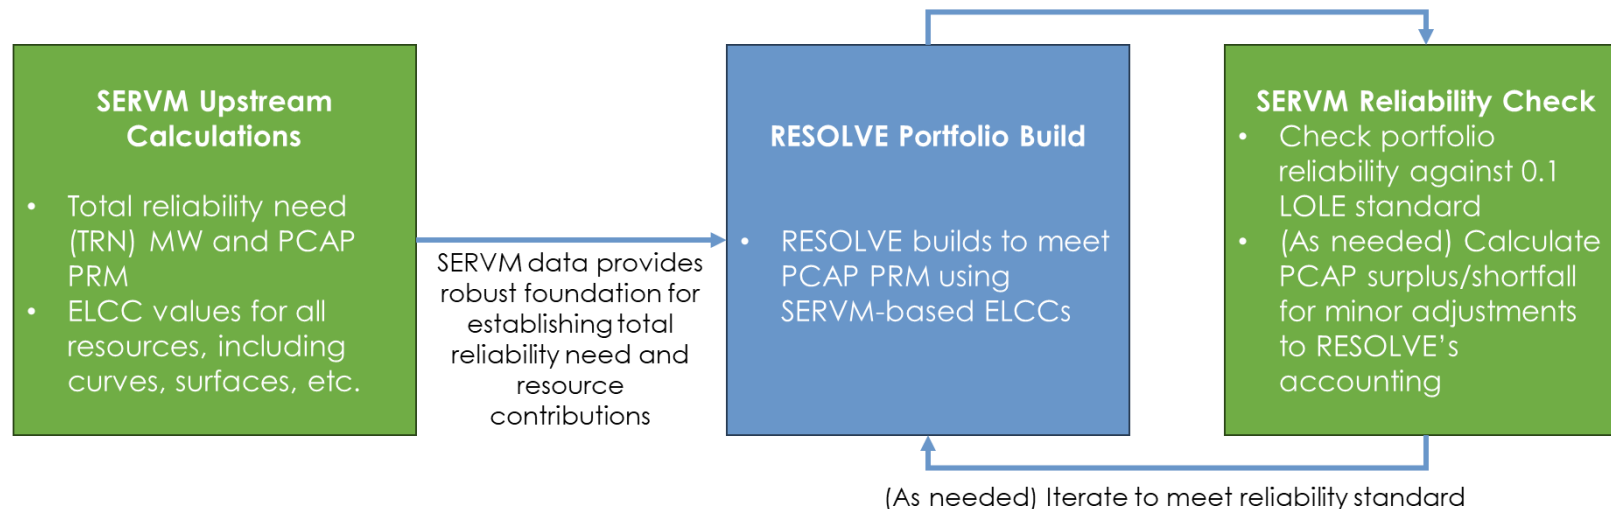 SERVM Upstream
Calculations
• Total reliability need
(TRN) MW and PCAP
PRM
• ELCC values for all
resources, including
curves, surfaces, etc.
SERVM data provides
robust foundation for
establishing total
reliability need and
resource
contributions
RESOLVE Portfolio Build
• RESOLVE builds to meet
PCAP PRM using
SERVM-based ELCCs
SERVM Reliability Check
• Check portfolio
reliability against 0.1
LOLE standard
• (As needed) Calculate
PCAP surplus/shortfall
for minor adjustments
to RESOLVE’s
accounting
(As needed) Iterate to meet reliability standard